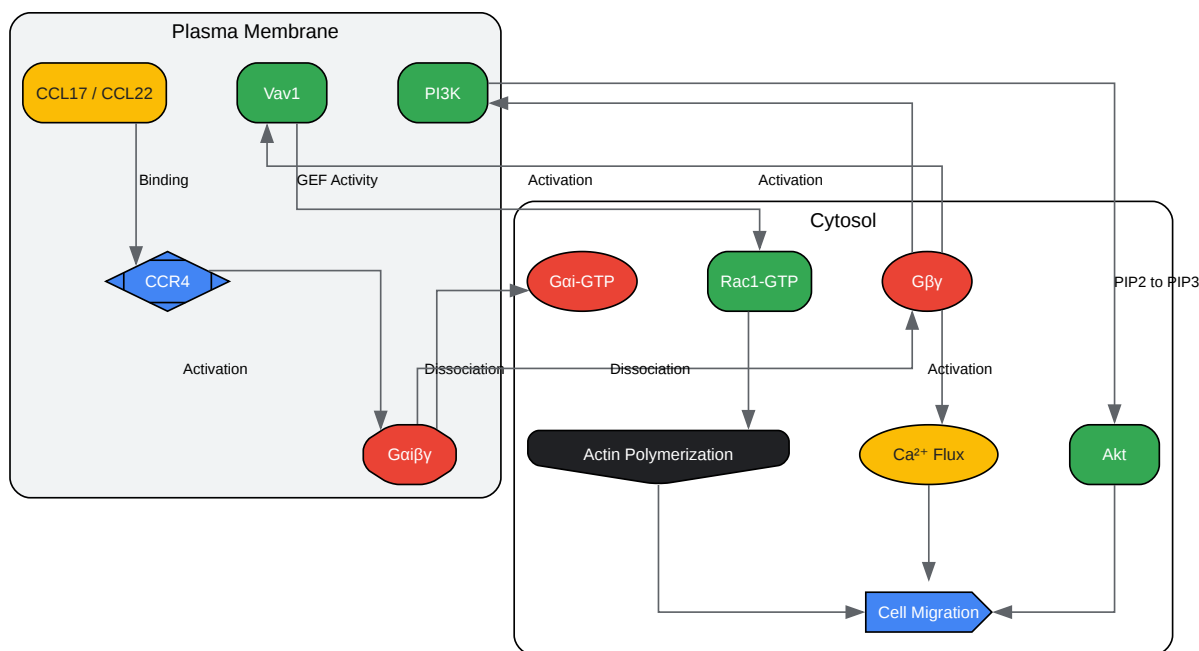 Plasma Membrane
CCL17 / CCL22
Vav1
PI3K
Binding
GEF Activity
Activation
Activation
Cytosol
CCR4
Gαi-GTP
Rac1-GTP
Gβγ
PIP2 to PIP3
Activation
Dissociation
Dissociation
Activation
Gαiβγ
Actin Polymerization
Ca²⁺ Flux
Akt
Cell Migration